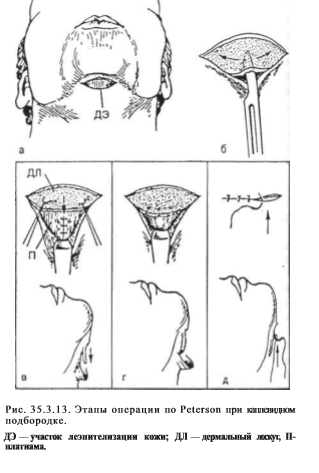 ДЭ
а
б
ДЛ
П
в
г
д
Рис. 35.3.13. Этапы операции по Peterson при каплевидном
подбородке.
ДЭ — участок деэпителизации кожи; ДЛ — дермальный лоскут, П-
платизма.